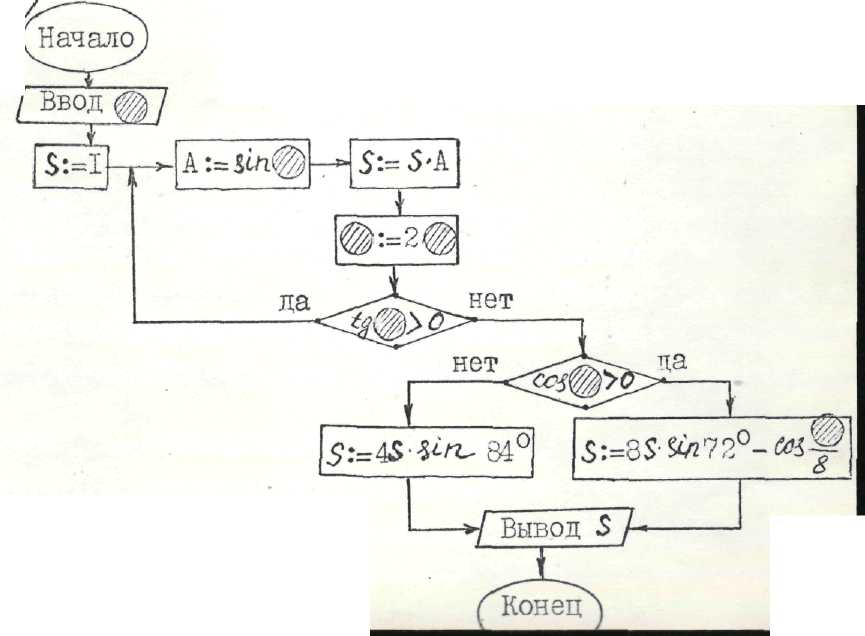 Начало
Ввод
S:=I
A:=sin
S:=S·A
:=2
да
нет
tg >0
нет
да
cos >0
S:=4S·sin 84°
S:=8S·sin72°-cos /8
Вывод S
Конец